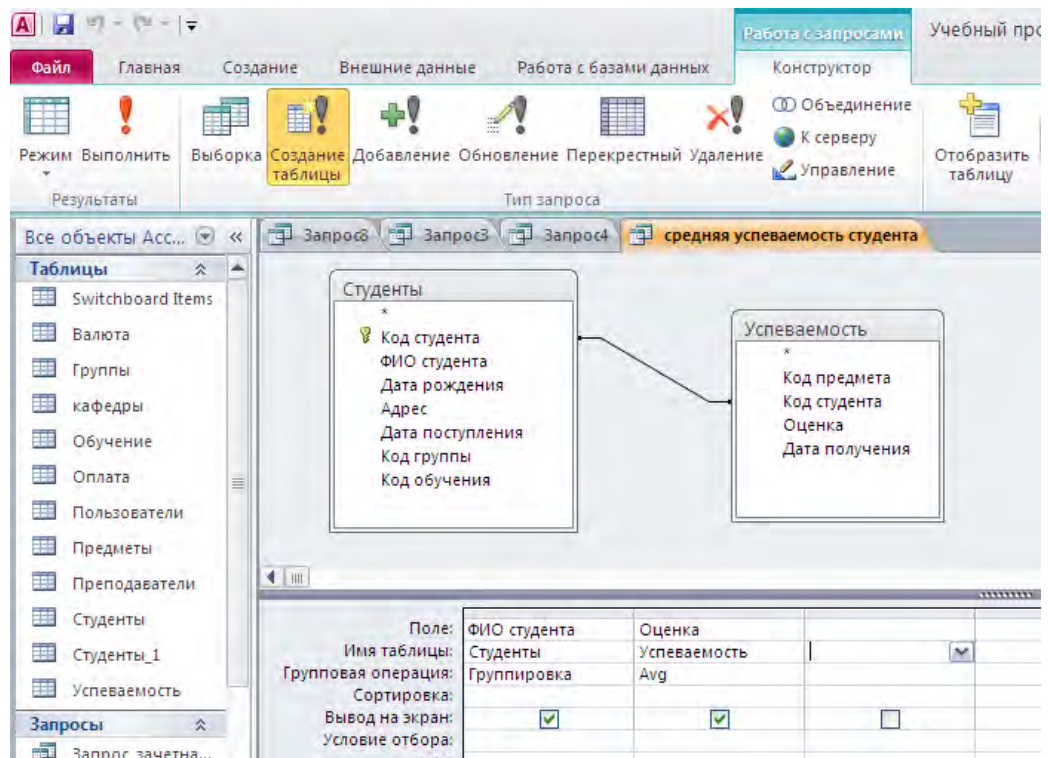 A
Работа с запросами
Учебный про
Файл Главная Создание Внешние данные Работа с базами данных Конструктор
Режим Выполнить Выборка Создание таблицы Добавление Обновление Перекрестный Удаление
Объединение
К серверу
Управление
Отобразить таблицу
Результаты Тип запроса
Все объекты Acc... «
Запрос6 Запрос3 Запрос4 средняя успеваемость студента
Таблицы
Switchboard Items
Валюта
Группы
кафедры
Обучение
Оплата
Пользователи
Предметы
Преподаватели
Студенты
Студенты_1
Успеваемость
Запросы
Запрос_зачетна...
Студенты
*
Код студента
ФИО студента
Дата рождения
Адрес
Дата поступления
Код группы
Код обучения
Успеваемость
*
Код предмета
Код студента
Оценка
Дата получения
Поле: ФИО студента Оценка
Имя таблицы: Студенты Успеваемость
Групповая операция: Группировка Avg
Сортировка:
Вывод на экран:
Условие отбора: